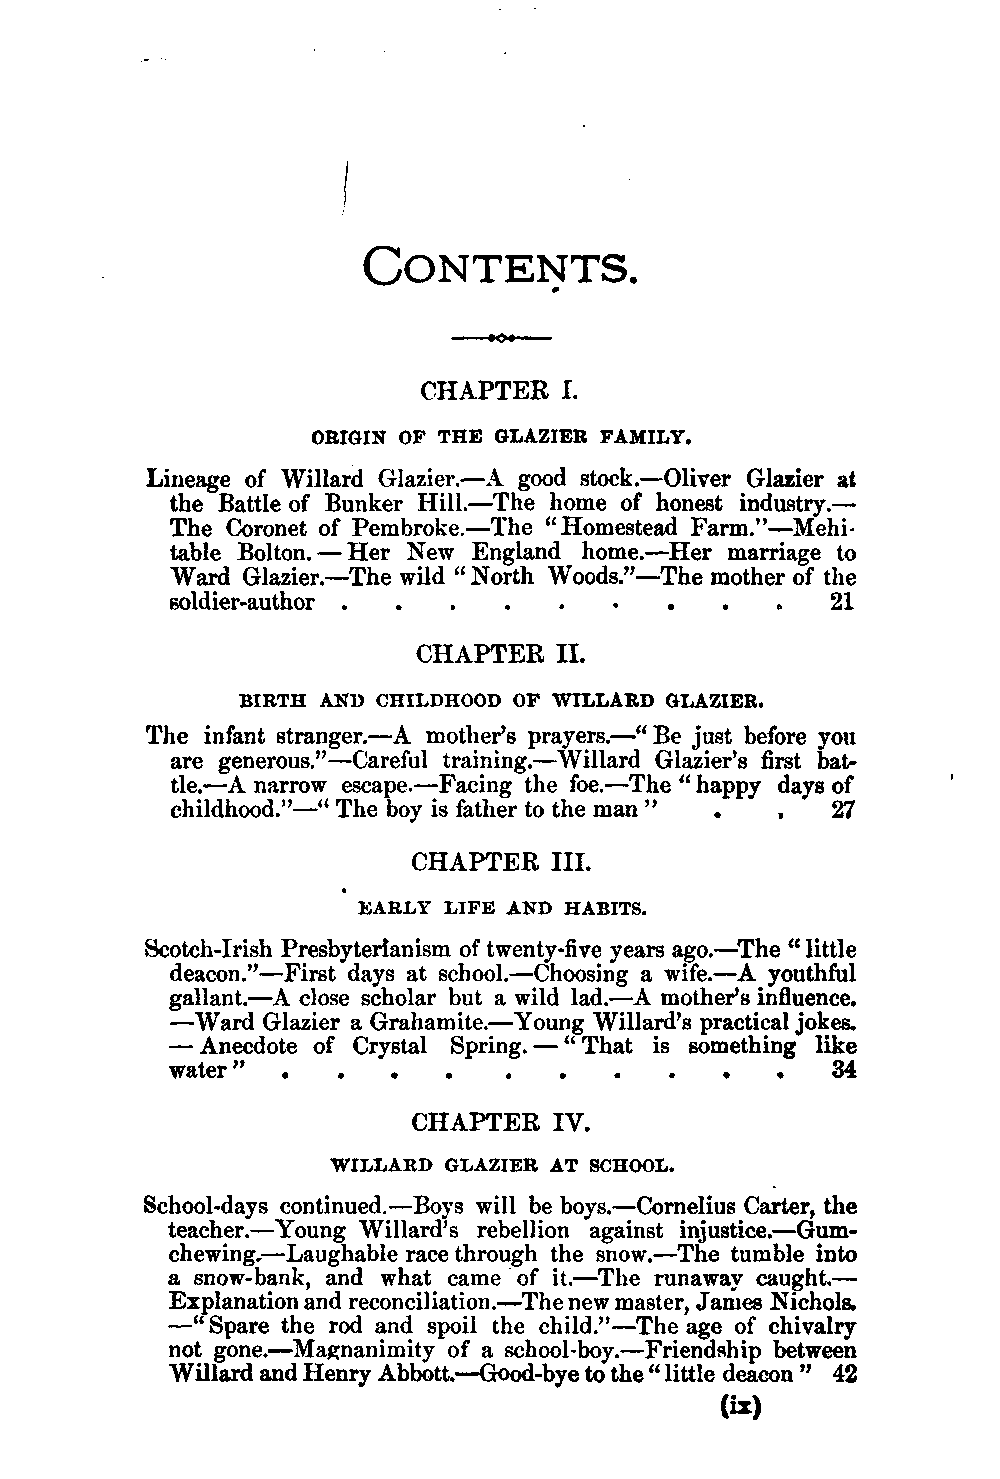 CONTENTS.
CHAPTER I.
ORIGIN OF THE GLAZIER FAMILY.
Lineage of Willard Glazier.—A good stock.—Oliver Glazier at
the Battle of Bunker Hill.—The home of honest industry.—
The Coronet of Pembroke.—The “Homestead Farm.”—Mehi-
table Bolton.—Her New England home.—Her marriage to
Ward Glazier.—The wild “North Woods.”—The mother of the
soldier-author . . . . . . . . . 21
CHAPTER II.
BIRTH AND CHILDHOOD OF WILLARD GLAZIER.
The infant stranger.—A mother's prayers.—“Be just before you
are generous.”—Careful training.—Willard Glazier's first bat-
tle.—A narrow escape.—Facing the foe.—The “happy days of
childhood.”—“The boy is father to the man” . . 27
CHAPTER III.
EARLY LIFE AND HABITS.
Scotch-Irish Presbyterianism of twenty-five years ago.—The “little
deacon.”—First days at school.—Choosing a wife.—A youthful
gallant.—A close scholar but a wild lad.—A mother's influence.
—Ward Glazier a Grahamite.—Young Willard's practical jokes.
—Anecdote of Crystal Spring.—“That is something like
water” . . . . . . . . . . 34
CHAPTER IV.
WILLARD GLAZIER AT SCHOOL.
School-days continued.—Boys will be boys.—Cornelius Carter, the
teacher.—Young Willard's rebellion against injustice.—Gum-
chewing.—Laughable race through the snow.—The tumble into
a snow-bank, and what came of it.—The runaway caught.—
Explanation and reconciliation.—The new master, James Nichols.
—“Spare the rod and spoil the child.”—The age of chivalry
not gone.—Magnanimity of a school-boy.—Friendship between
Willard and Henry Abbott.—Good-bye to the “little deacon” 42
(ix)